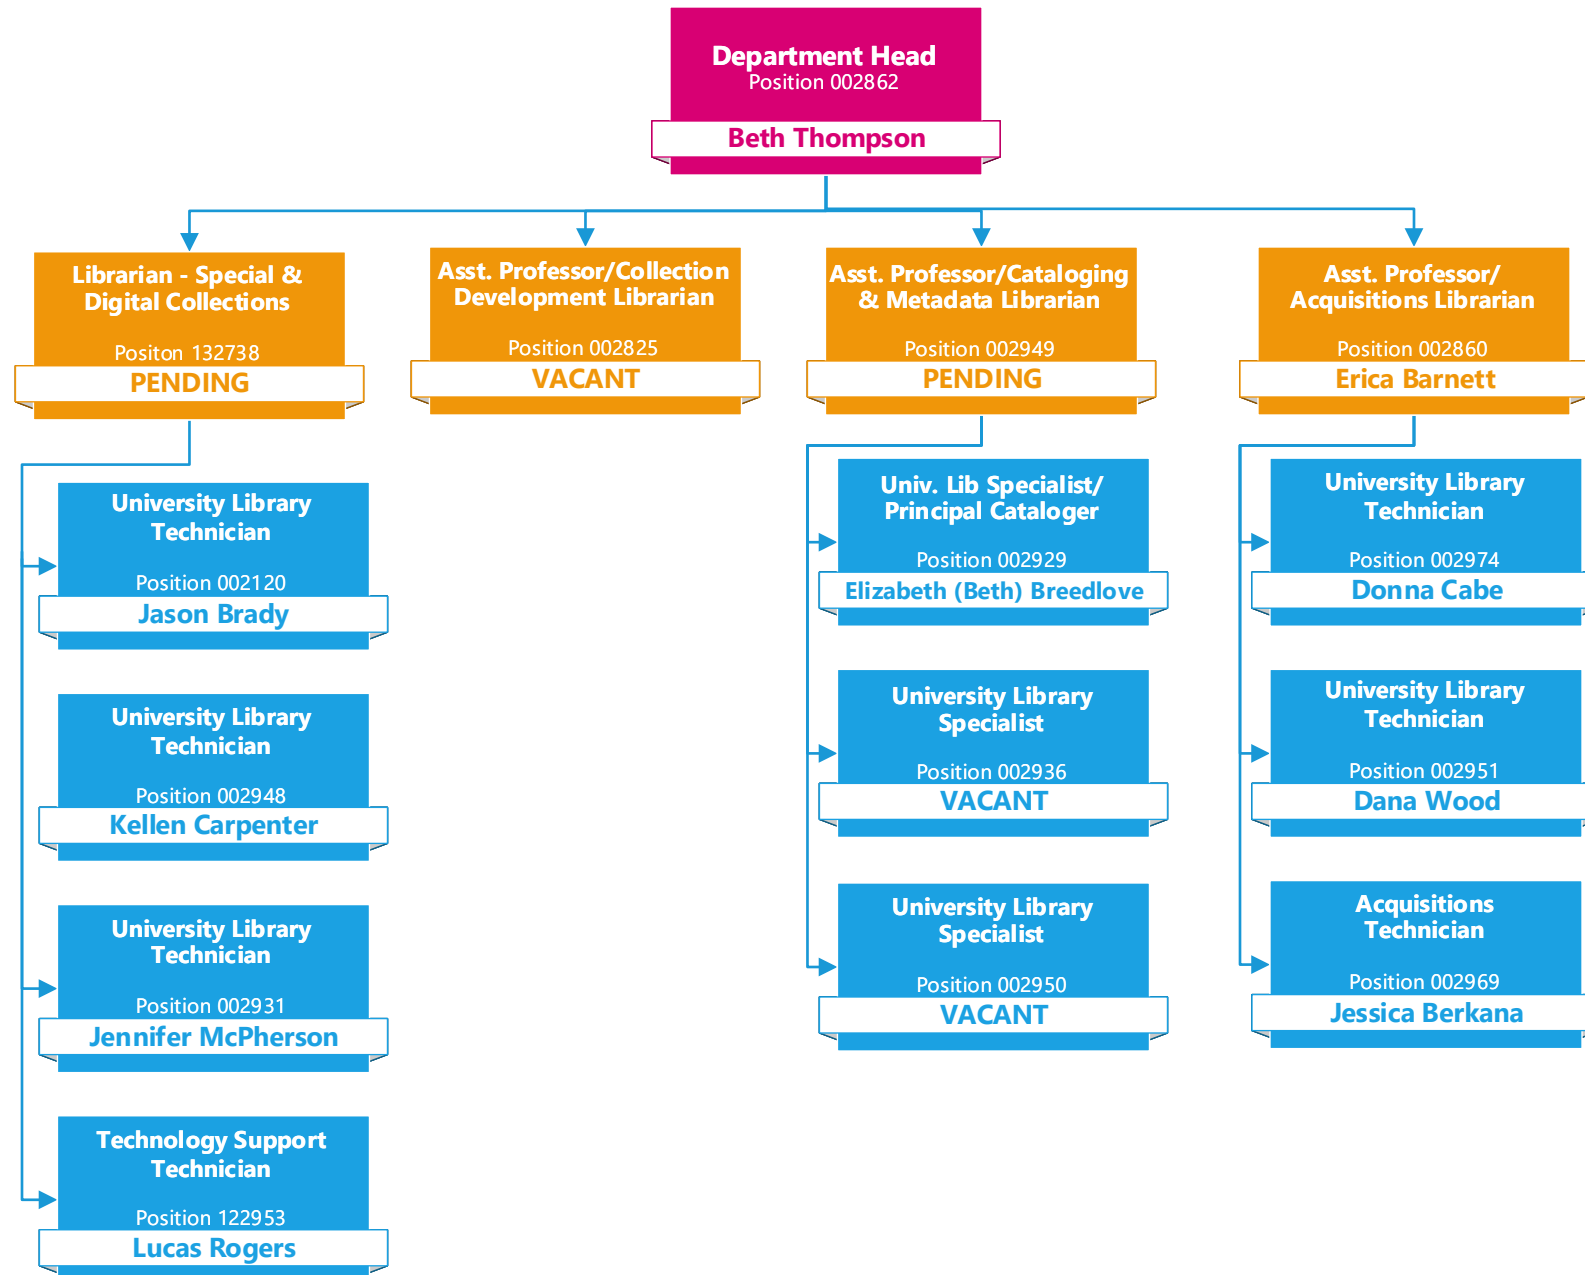 Department Head
Position 002862
Beth Thompson
Librarian - Special &
Digital Collections
Positon 132738
PENDING
Asst. Professor/Collection
Development Librarian
Position 002825
VACANT
Asst. Professor/Cataloging
& Metadata Librarian
Position 002949
PENDING
Asst. Professor/
Acquisitions Librarian
Position 002860
Erica Barnett
University Library
Technician
Position 002120
Jason Brady
University Library
Technician
Position 002948
Kellen Carpenter
University Library
Technician
Position 002931
Jennifer McPherson
Technology Support
Technician
Position 122953
Lucas Rogers
Univ. Lib Specialist/
Principal Cataloger
Position 002929
Elizabeth (Beth) Breedlove
University Library
Specialist
Position 002936
VACANT
University Library
Specialist
Position 002950
VACANT
University Library
Technician
Position 002974
Donna Cabe
University Library
Technician
Position 002951
Dana Wood
Acquisitions
Technician
Position 002969
Jessica Berkana